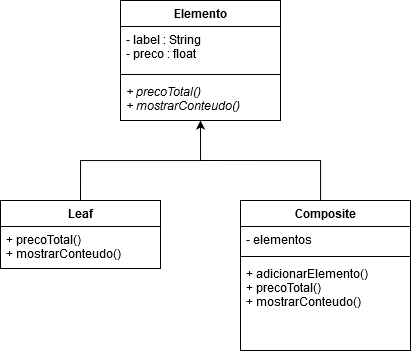 Elemento
- label : String
- preco : float
+ precoTotal()
+ mostrarConteudo()
Leaf
+ precoTotal()
+ mostrarConteudo()
Composite
- elementos
+ adicionarElemento()
+ precoTotal()
+ mostrarConteudo()